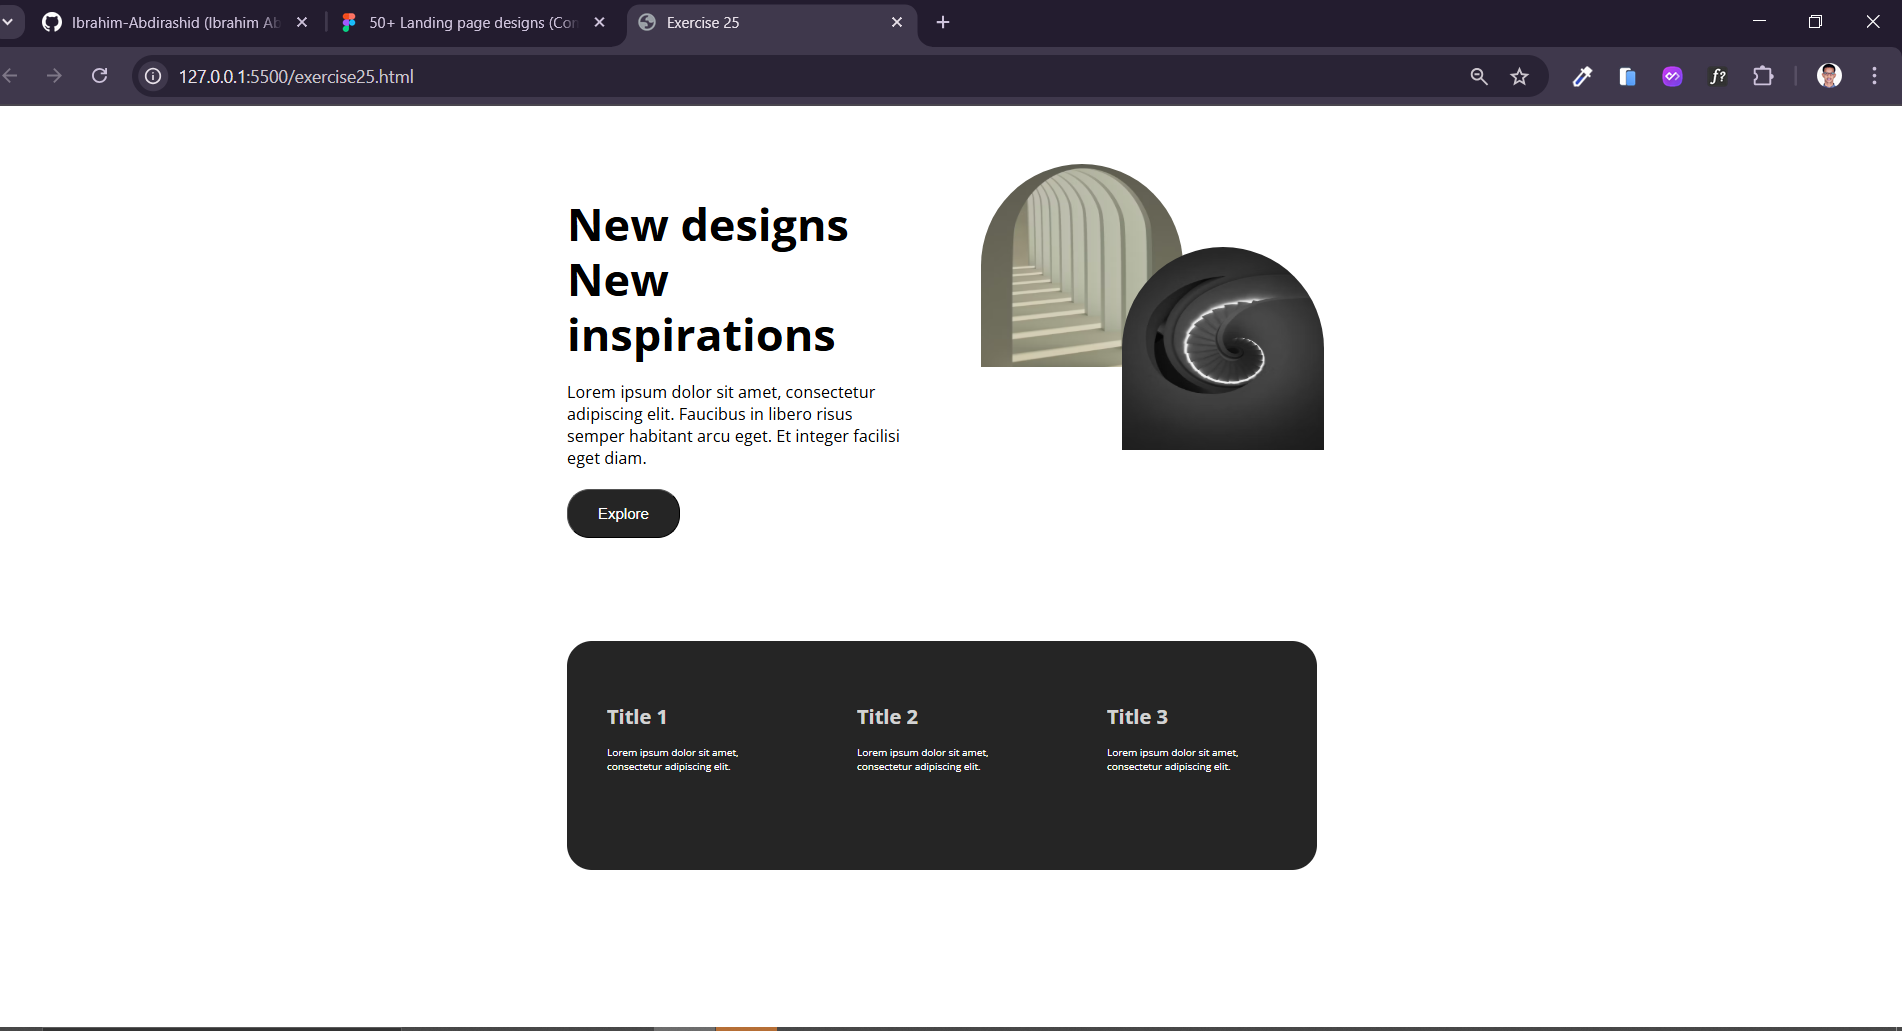 Ibrahim-Abdirashid (Ibrahim Ab
50+ Landing page designs (Con
Exercise 25
127.0.0.1:5500/exercise25.html
f?
New designs
New
inspirations
Lorem ipsum dolor sit amet, consectetur
adipiscing elit. Faucibus in libero risus
semper habitant arcu eget. Et integer facilisi
eget diam.
Explore
Title 1
Lorem ipsum dolor sit amet,
consectetur adipiscing elit.
Title 2
Lorem ipsum dolor sit amet,
consectetur adipiscing elit.
Title 3
Lorem ipsum dolor sit amet,
consectetur adipiscing elit.